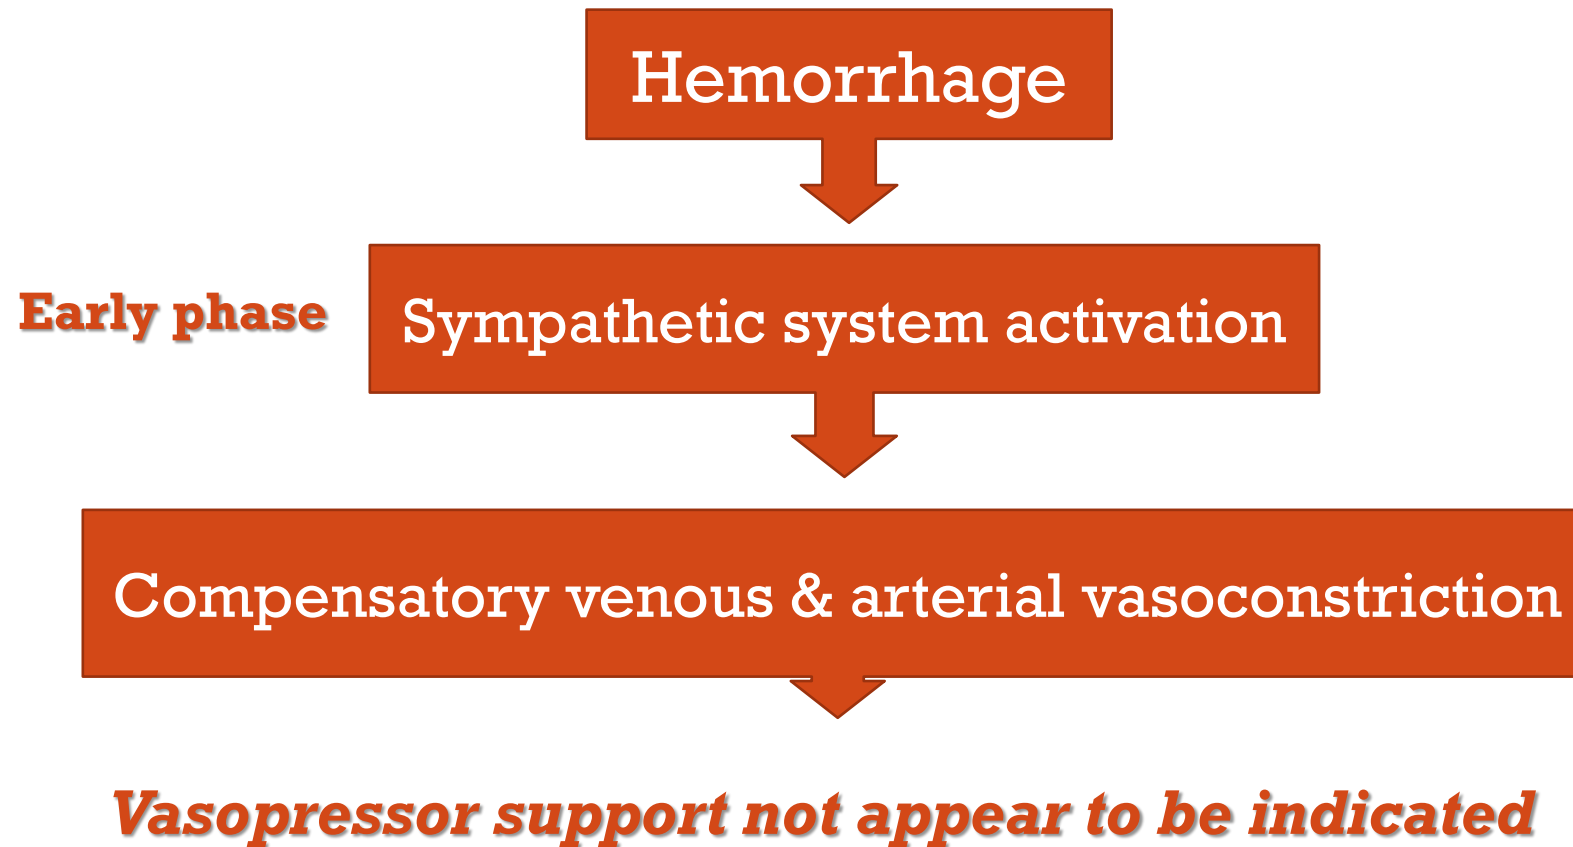 Hemorrhage
Early phase
Sympathetic system activation
Compensatory venous & arterial vasoconstriction
Vasopressor support not appear to be indicated